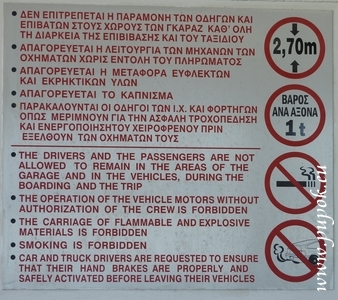 • ΔΕΝ ΕΠΙΤΡΕΠΕΤΑΙ Η ΠΑΡΑΜΟΝΗ ΤΩΝ ΟΔΗΓΩΝ ΚΑΙ
ΕΠΙΒΑΤΩΝ ΣΤΟΥΣ ΧΩΡΟΥΣ ΤΩΝ ΓΚΑΡΑΖ ΚΑΘ' ΟΛΗ
ΤΗ ΔΙΑΡΚΕΙΑ ΤΗΣ ΕΠΙΒΙΒΑΣΗΣ ΚΑΙ ΤΟΥ ΤΑΞΙΔΙΟΥ
• ΑΠΑΓΟΡΕΥΕΤΑΙ Η ΛΕΙΤΟΥΡΓΙΑ ΤΩΝ ΜΗΧΑΝΩΝ ΤΩΝ
ΟΧΗΜΑΤΩΝ ΧΩΡΙΣ ΕΝΤΟΛΗ ΤΟΥ ΠΛΗΡΩΜΑΤΟΣ
• ΑΠΑΓΟΡΕΥΕΤΑΙ Η ΜΕΤΑΦΟΡΑ ΕΥΦΛΕΚΤΩΝ
ΚΑΙ ΕΚΡΗΚΤΙΚΩΝ ΥΛΩΝ
• ΑΠΑΓΟΡΕΥΕΤΑΙ ΤΟ ΚΑΠΝΙΣΜΑ
• ΠΑΡΑΚΑΛΟΥΝΤΑΙ ΟΙ ΟΔΗΓΟΙ ΤΩΝ Ι.Χ. ΚΑΙ ΦΟΡΤΗΓΩΝ
ΟΠΩΣ ΜΕΡΙΜΝΟΥΝ ΓΙΑ ΤΗΝ ΑΣΦΑΛΗ ΤΡΟΧΟΠΕΔΗΣΗ
ΚΑΙ ΕΝΕΡΓΟΠΟΙΗΣΗΤΟΥ ΧΕΙΡΟΦΡΕΝΟΥ ΠΡΙΝ
ΕΞΕΛΘΟΥΝ ΤΩΝ ΟΧΗΜΑΤΩΝ ΤΟΥΣ
• THE DRIVERS AND THE PASSENGERS ARE NOT
ALLOWED TO REMAIN IN THE AREAS OF THE
GARAGE AND IN THE VEHICLES, DURING THE
BOARDING AND THE TRIP
• THE OPERATION OF THE VEHICLE MOTORS WITHOUT
AUTHORIZATION OF THE CREW IS FORBIDDEN
• THE CARRIAGE OF FLAMMABLE AND EXPLOSIVE
MATERIALS IS FORBIDDEN
• SMOKING IS FORBIDDEN
• CAR AND TRUCK DRIVERS ARE REQUESTED TO ENSURE
THAT THEIR HAND BRAKES ARE PROPERLY AND
SAFELY ACTIVATED BEFORE LEAVING THEIR VEHICLES
2,70m
ΒΑΡΟΣ
ΑΝΑ ΑΞΟΝΑ
1t
www.pupok.eu